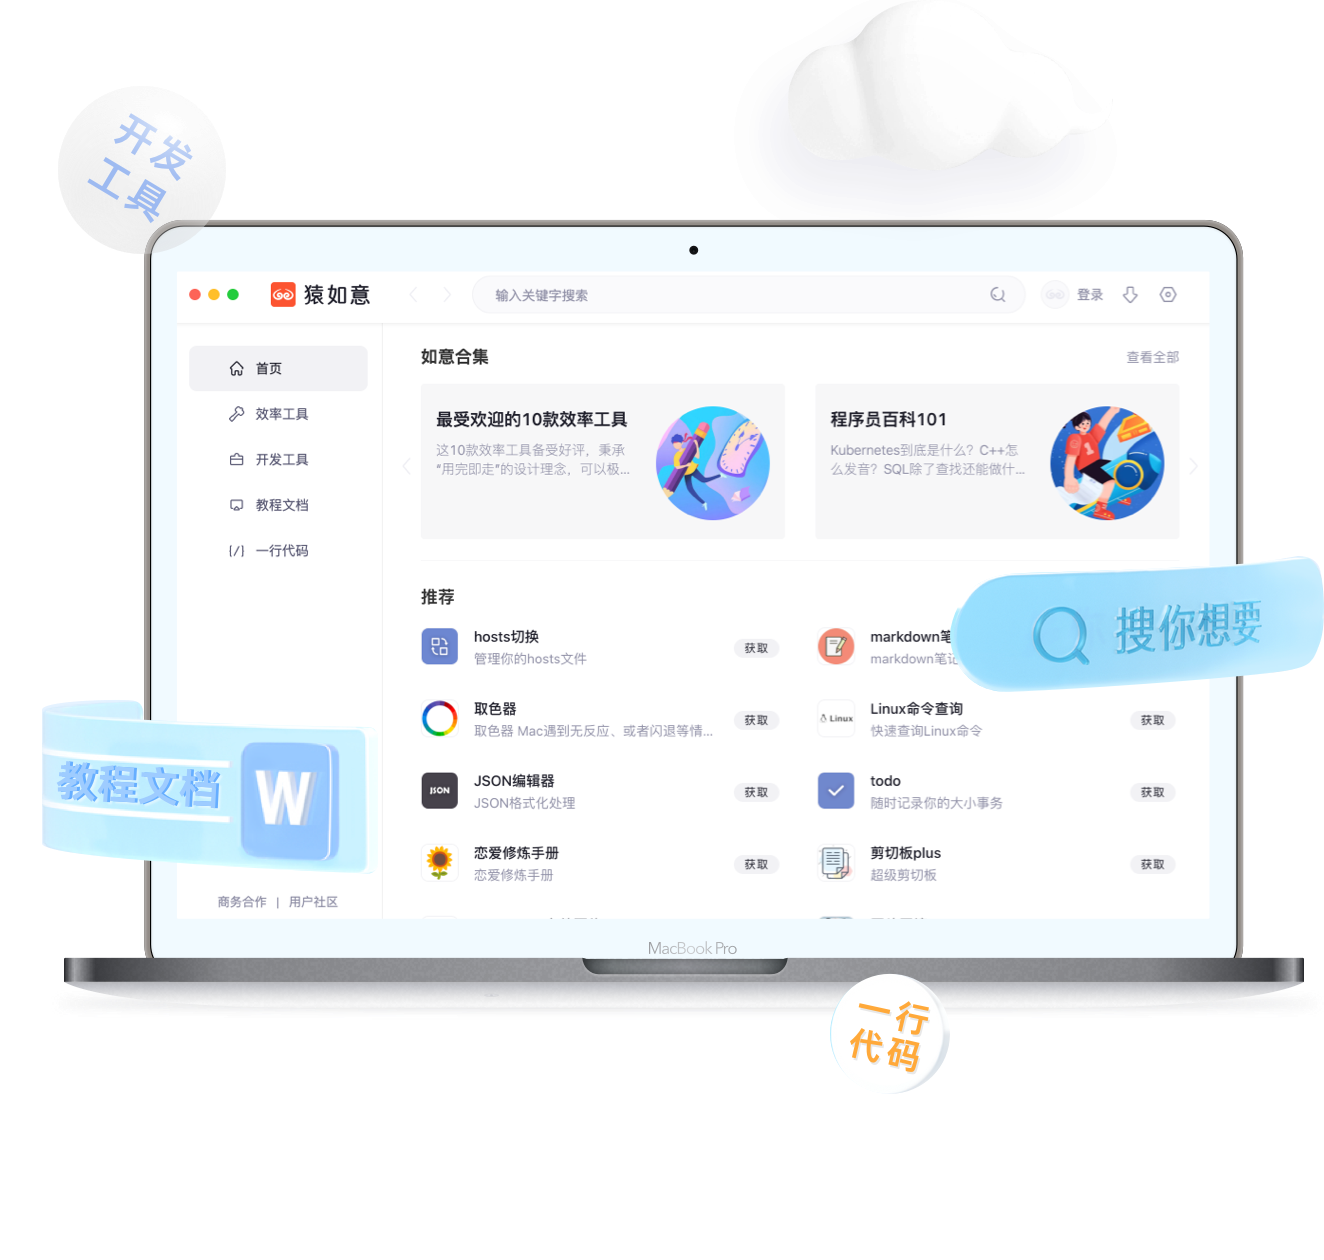 开发
工具
猿如意
输入关键字搜索
登录
首页
效率工具
开发工具
教程文档
一行代码
如意合集
查看全部
最受欢迎的10款效率工具
这10款效率工具备受好评，秉承
“用完即走”的设计理念，可以极...
程序员百科101
Kubernetes到底是什么？C++怎
么发音？SQL除了查找还能做什...
搜你想要
推荐
hosts切换
管理你的hosts文件
获取
markdown笔
markdown笔记
取色器
取色器 Mac遇到无反应、或者闪退等情...
获取
Linux
Linux命令查询
快速查询Linux命令
获取
JSON
JSON编辑器
JSON格式化处理
获取
todo
随时记录你的大小事务
获取
恋爱修炼手册
恋爱修炼手册
获取
剪切板plus
超级剪切板
获取
教程文档
W
商务合作 | 用户社区
MacBook Pro
一行
代码